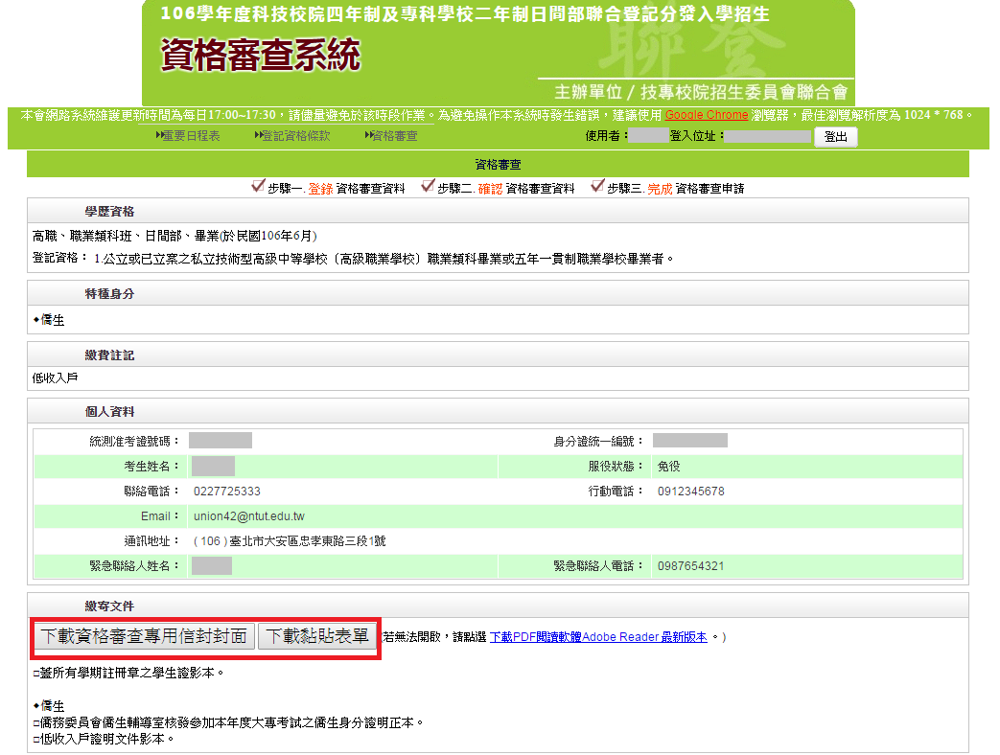 106學年度科技校院四年制及專科學校二年制日間部聯合登記分發入學招生
聯登
資格審查系統
主辦單位 / 技專校院招生委員會聯合會
本會網路系統維護更新時間為每日17:00~17:30，請儘量避免於該時段作業。為避免操作本系統時發生錯誤，建議使用 Google Chrome 瀏覽器，最佳瀏覽解析度為 1024 * 768。
重要日程表 登記資格條款 資格審查 使用者： 登入位址： 登出
資格審查
步驟一.登錄 資格審查資料 步驟二.確認 資格審查資料 步驟三.完成 資格審查申請
學歷資格
高職、職業類科班、日間部、畢業(於民國106年6月)
登記資格： 1.公立或已立案之私立技術型高級中等學校〔高級職業學校〕職業類科畢業或五年一貫制職業學校畢業者。
特種身分
◆僑生
繳費註記
低收入戶
個人資料
統測准考證號碼： 身分證統一編號：
考生姓名： 服役狀態： 免役
聯絡電話： 0227725333 行動電話： 0912345678
Email： union42@ntut.edu.tw
通訊地址： ( 106 ) 臺北市大安區忠孝東路三段1號
緊急聯絡人姓名： 緊急聯絡人電話： 0987654321
繳寄文件
下載資格審查專用信封封面 下載黏貼表單 (若無法開啟，請點選 下載PDF閱讀軟體Adobe Reader 最新版本 。)
□蓋所有學期註冊章之學生證影本。
◆僑生
□僑務委員會僑生輔導室核發參加本年度大專考試之僑生身分證明正本。
□低收入戶證明文件影本。